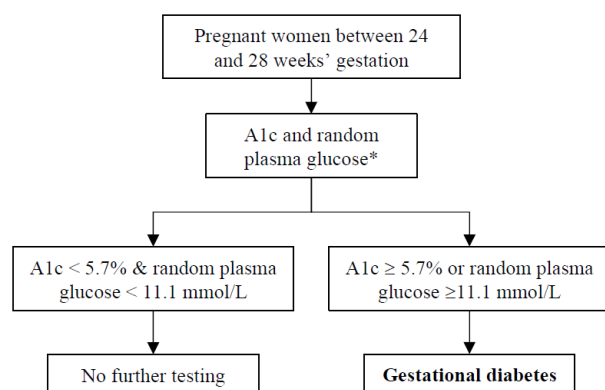 Pregnant women between 24
and 28 weeks’ gestation
A1c and random
plasma glucose*
A1c < 5.7% & random plasma
glucose < 11.1 mmol/L
A1c ≥ 5.7% or random plasma
glucose ≥11.1 mmol/L
No further testing
Gestational diabetes